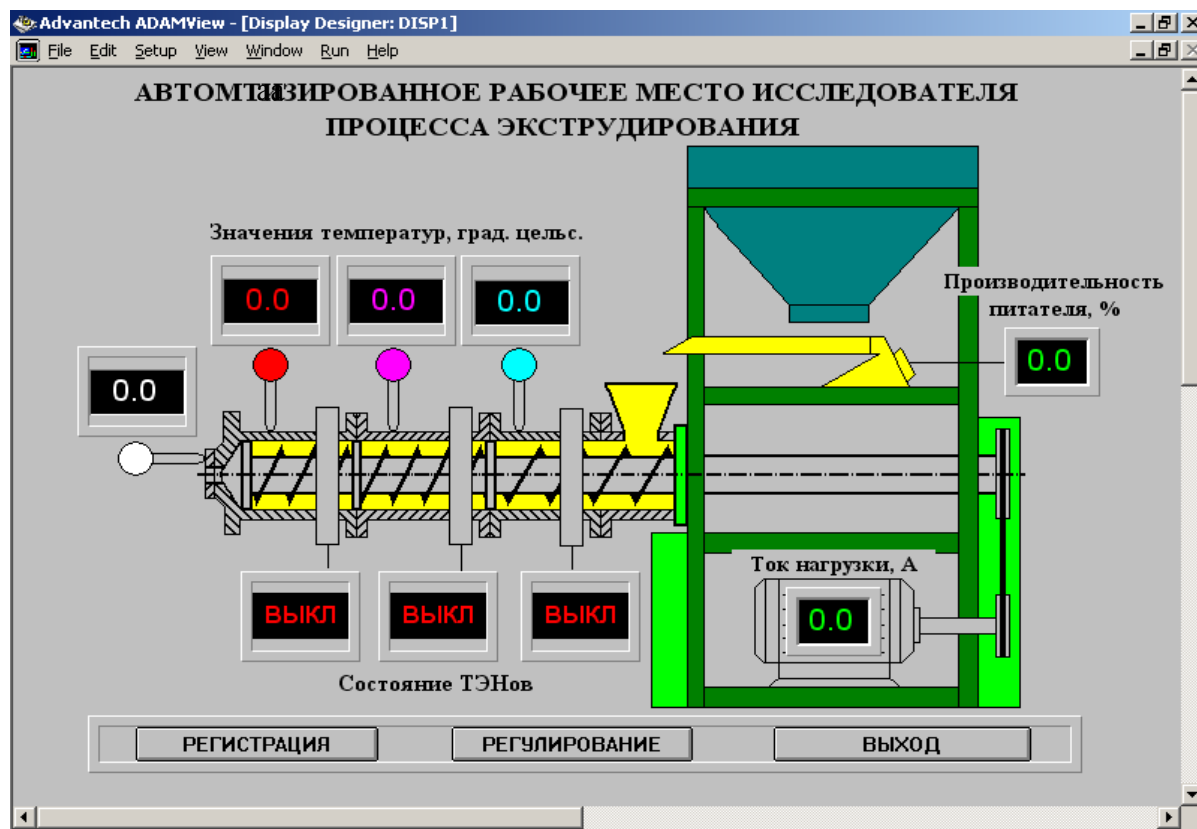 Advantech ADAMView - [Display Designer: DISP1]
File Edit Setup View Window Run Help
АВТОМТИЗИРОВАННОЕ РАБОЧЕЕ МЕСТО ИССЛЕДОВАТЕЛЯ
ПРОЦЕССА ЭКСТРУДИРОВАНИЯ
Значения температур, град. цельс.
0.0 0.0 0.0
Производительность
питателя, %
0.0
0.0
Ток нагрузки, А
0.0
ВЫКЛ ВЫКЛ ВЫКЛ
Состояние ТЭНов
РЕГИСТРАЦИЯ РЕГУЛИРОВАНИЕ ВЫХОД